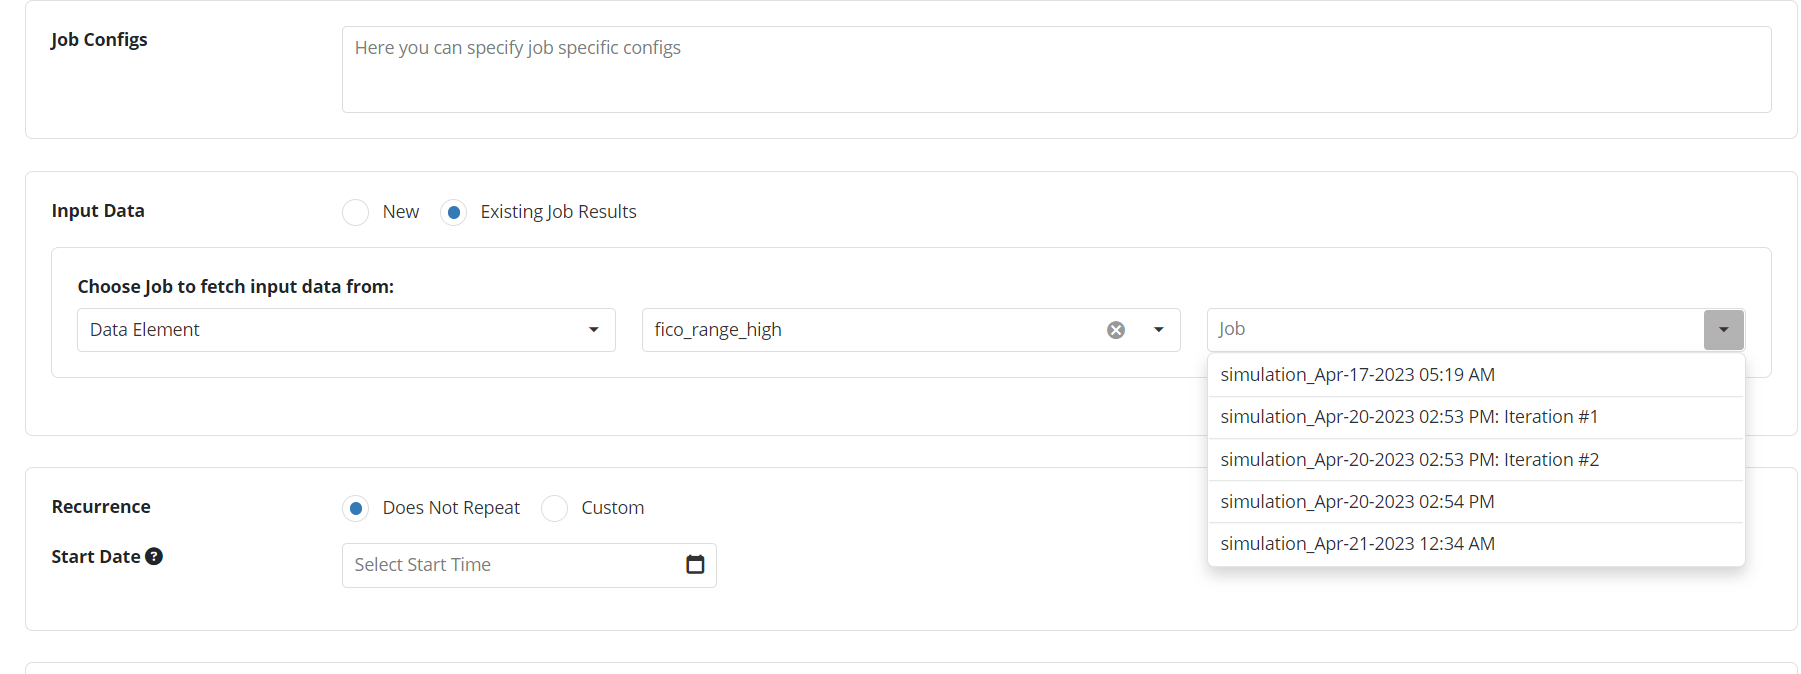 Job Configs
Here you can specify job specific configs
Input Data
New
Existing Job Results
Choose Job to fetch input data from:
Data Element
fico_range_high
Job
simulation_Apr-17-2023 05:19 AM
simulation_Apr-20-2023 02:53 PM: Iteration #1
simulation_Apr-20-2023 02:53 PM: Iteration #2
simulation_Apr-20-2023 02:54 PM
simulation_Apr-21-2023 12:34 AM
Recurrence
Does Not Repeat
Custom
Start Date ?
Select Start Time